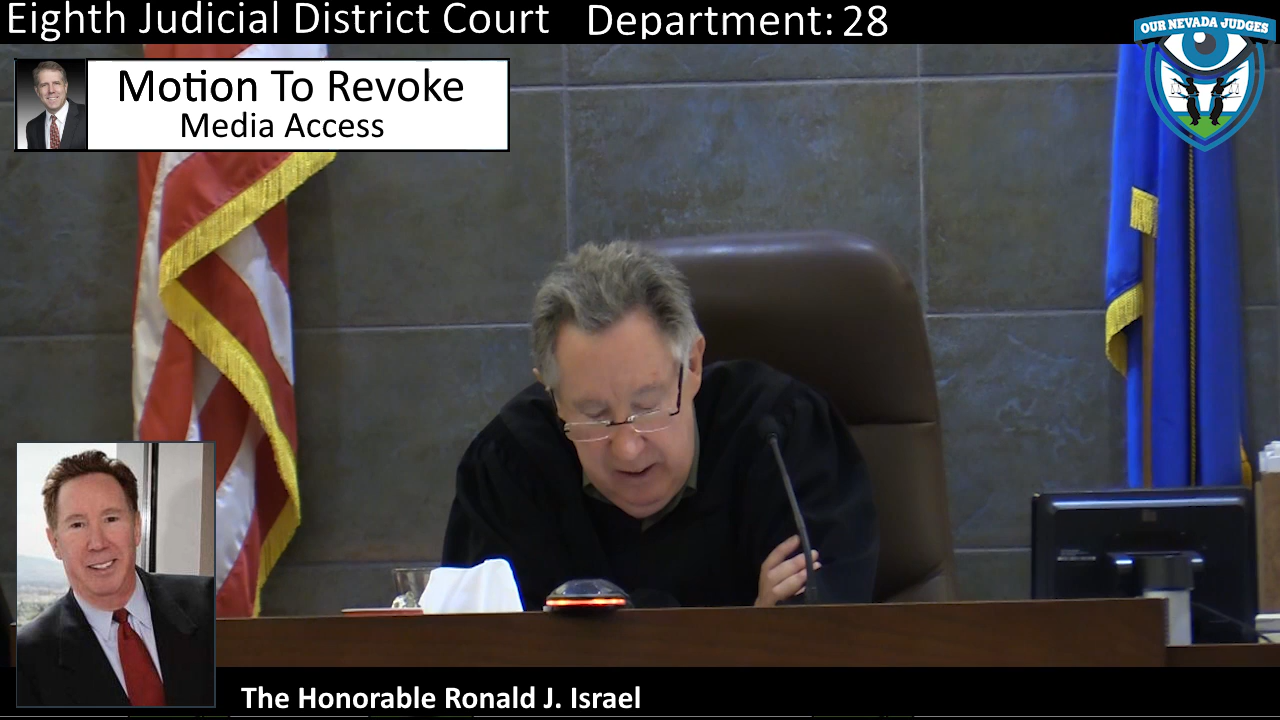 Eighth Judicial District Court Department: 28
OUR NEVADA JUDGES
Motion To Revoke
Media Access
The Honorable Ronald J. Israel